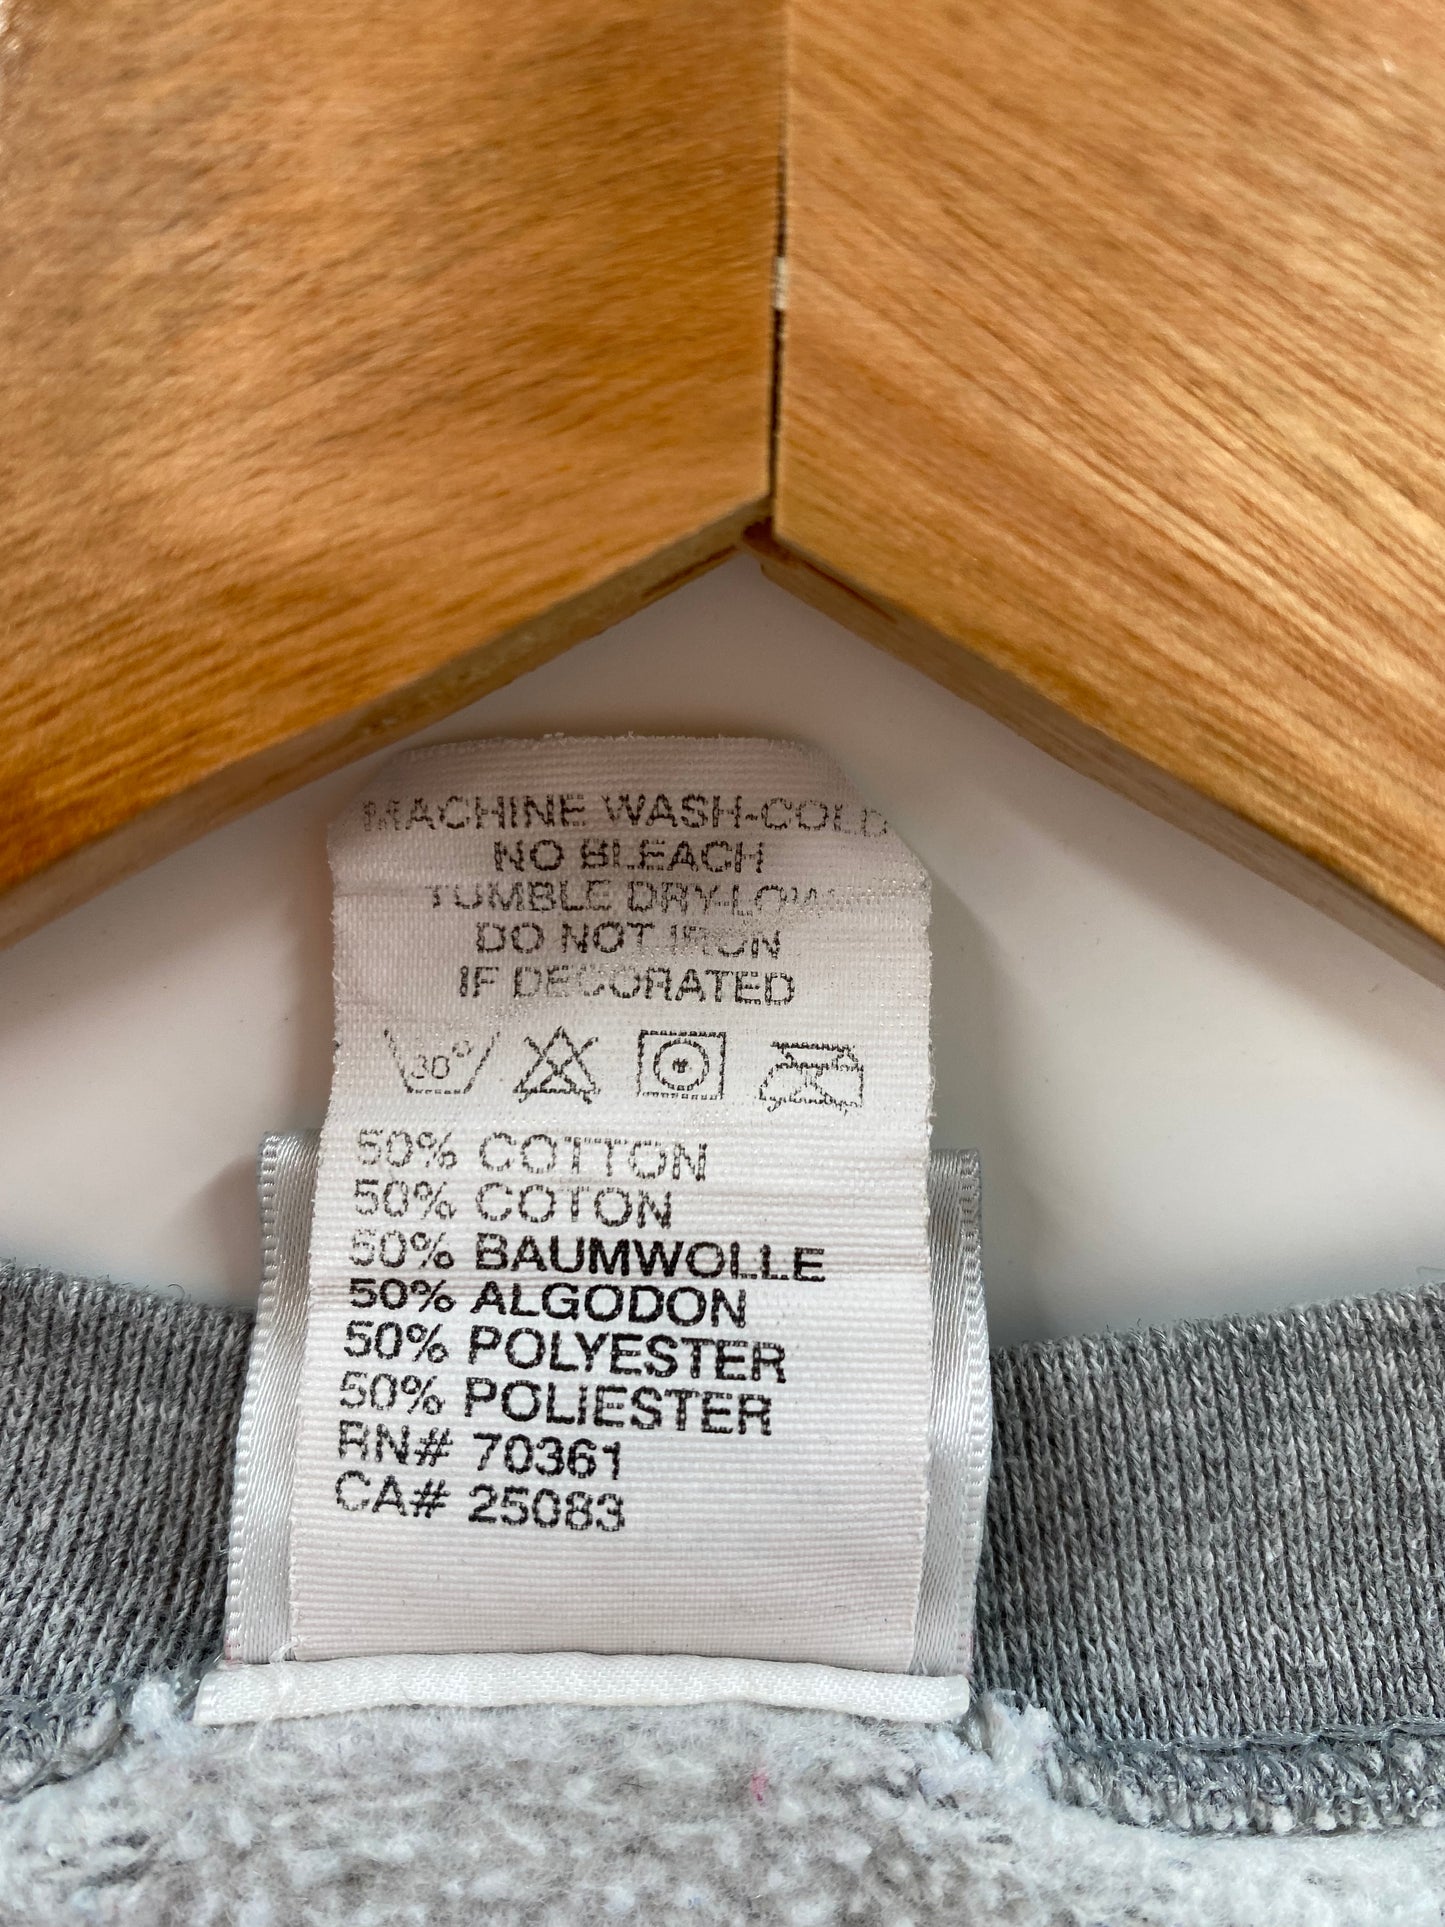 MACHINE WASH-COLD
NO BLEACH
TUMBLE DRY-LOW
DO NOT IRON
IF DECORATED
30°
50% COTTON
50% COTON
50% BAUMWOLLE
50% ALGODON
50% POLYESTER
50% POLIESTER
RN# 70361
CA# 25083